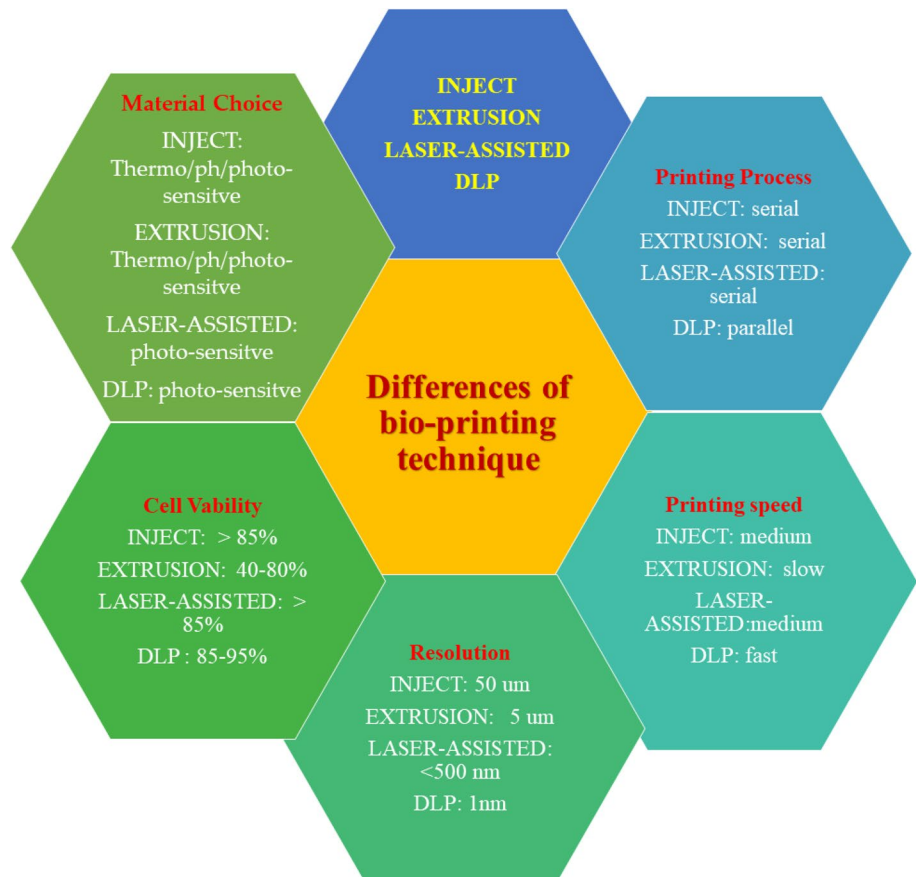 INJECT
EXTRUSION
LASER-ASSISTED
DLP
Material Choice
INJECT:
Thermo/ph/photo-
sensitve
EXTRUSION:
Thermo/ph/photo-
sensitve
LASER-ASSISTED:
photo-sensitve
DLP: photo-sensitve
Printing Process
INJECT: serial
EXTRUSION: serial
LASER-ASSISTED:
serial
DLP: parallel
Differences of
bio-printing
technique
Cell Vability
INJECT: > 85%
EXTRUSION: 40-80%
LASER-ASSISTED: >
85%
DLP : 85-95%
Printing speed
INJECT: medium
EXTRUSION: slow
LASER-
ASSISTED:medium
DLP: fast
Resolution
INJECT: 50 um
EXTRUSION: 5 um
LASER-ASSISTED:
<500 nm
DLP: 1nm